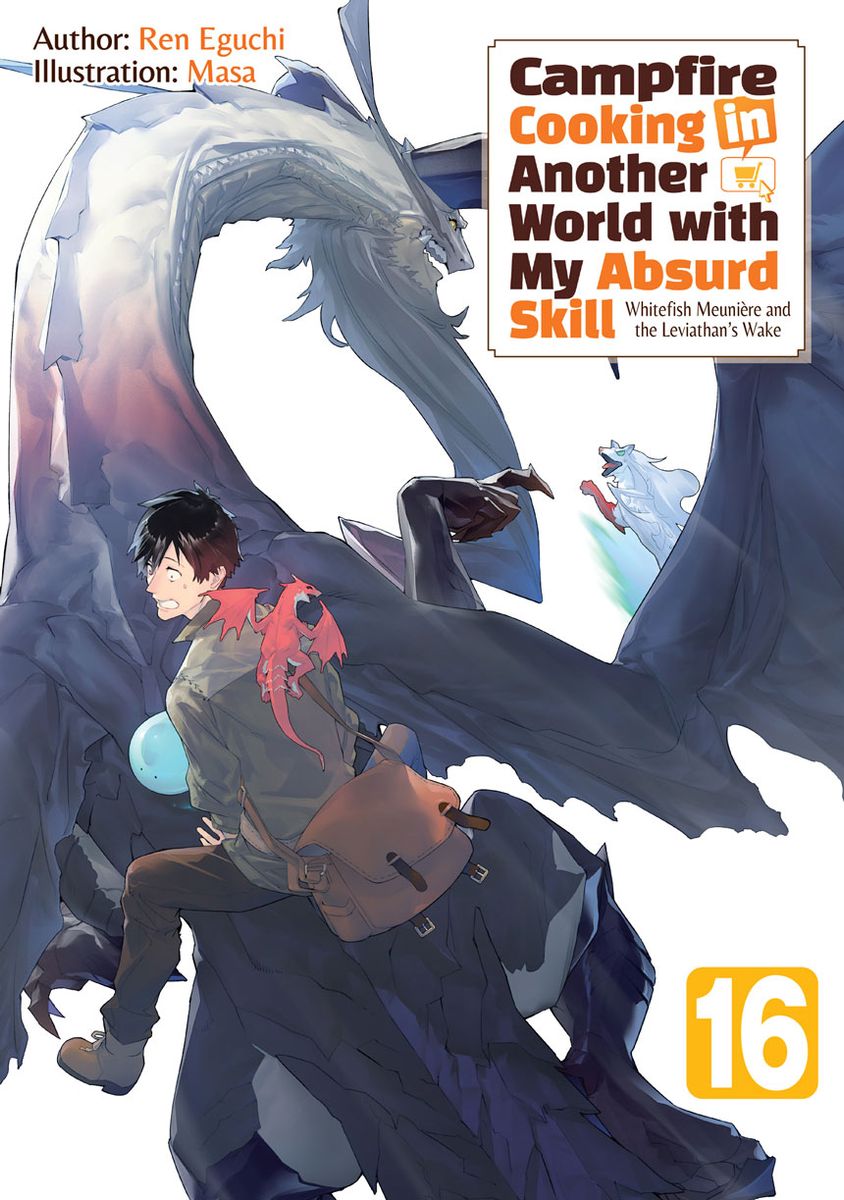 Author: Ren Eguchi
Illustration: Masa
Campfire
Cooking in
Another
World with
My Absurd
Skill
Whitefish Meunière and
the Leviathan's Wake
16